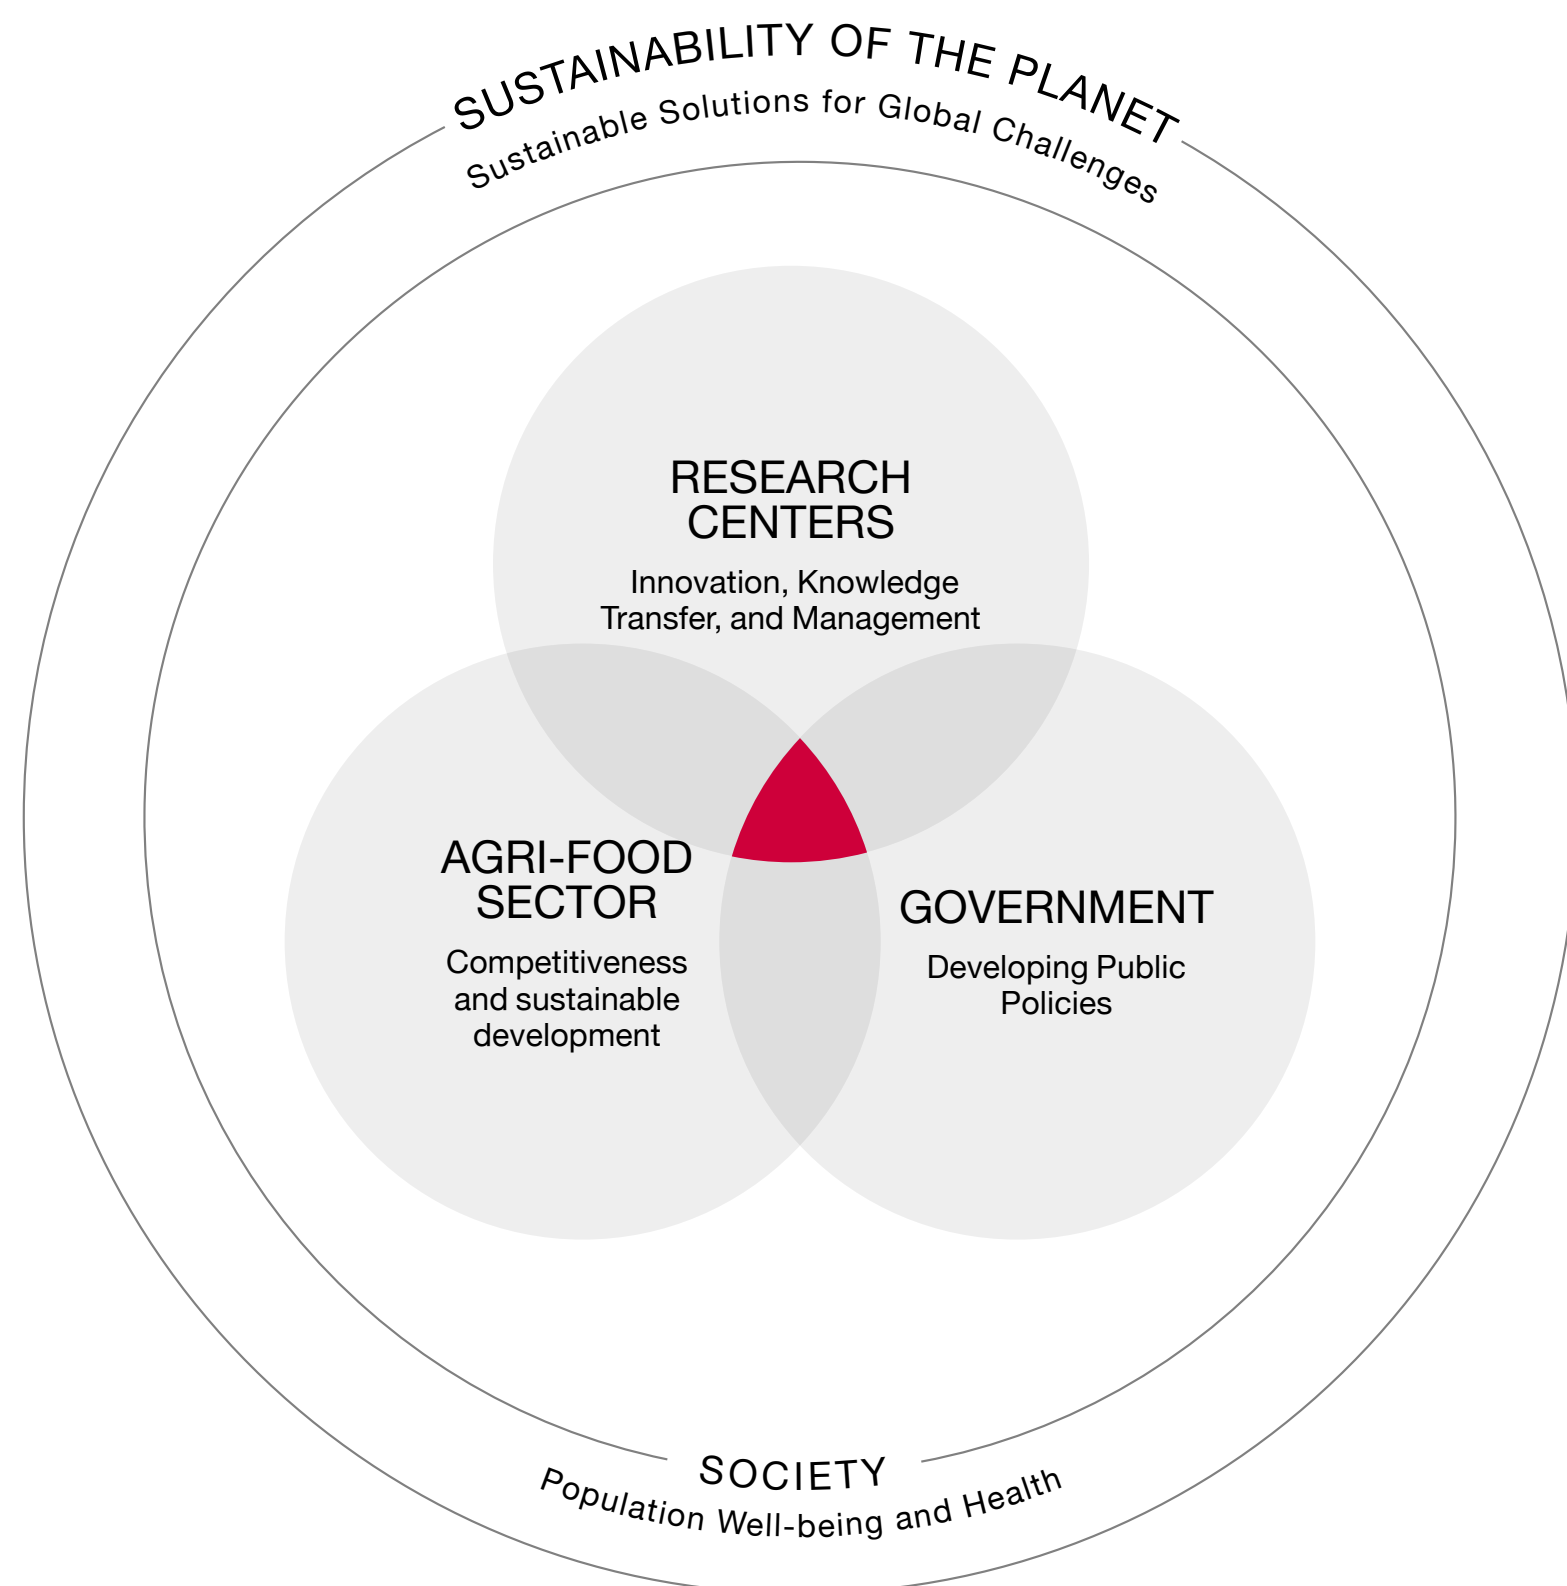 SUSTAINABILITY OF THE PLANET
Sustainable Solutions for Global Challenges
RESEARCH
CENTERS
Innovation, Knowledge
Transfer, and Management
AGRI-FOOD
SECTOR
Competitiveness
and sustainable
development
GOVERNMENT
Developing Public
Policies
SOCIETY
Population Well-being and Health